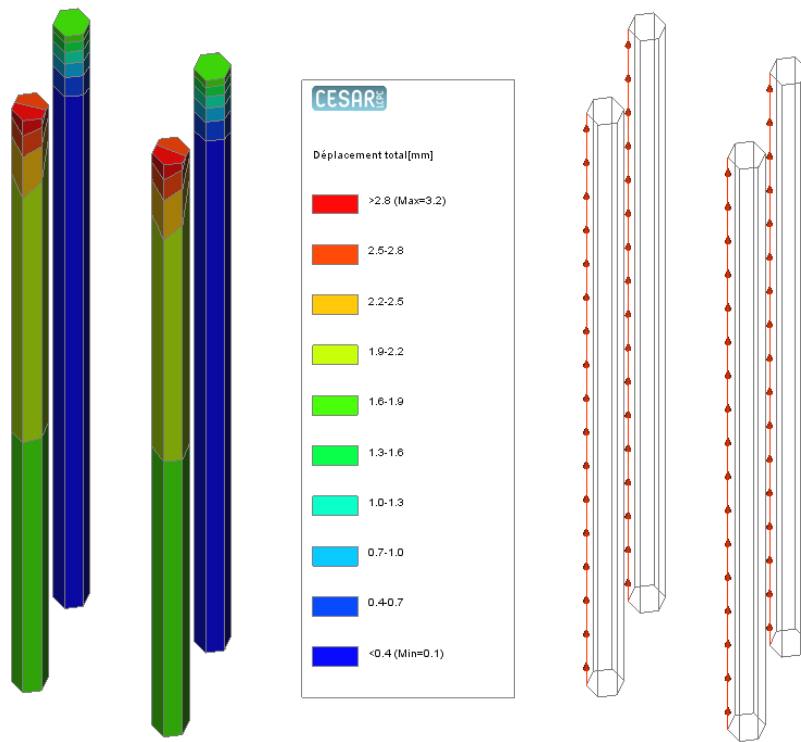 CESAR LCPC
Déplacement total[mm]
>2.8 (Max=3.2)
2.5-2.8
2.2-2.5
1.9-2.2
1.6-1.9
1.3-1.6
1.0-1.3
0.7-1.0
0.4-0.7
<0.4 (Min=0.1)